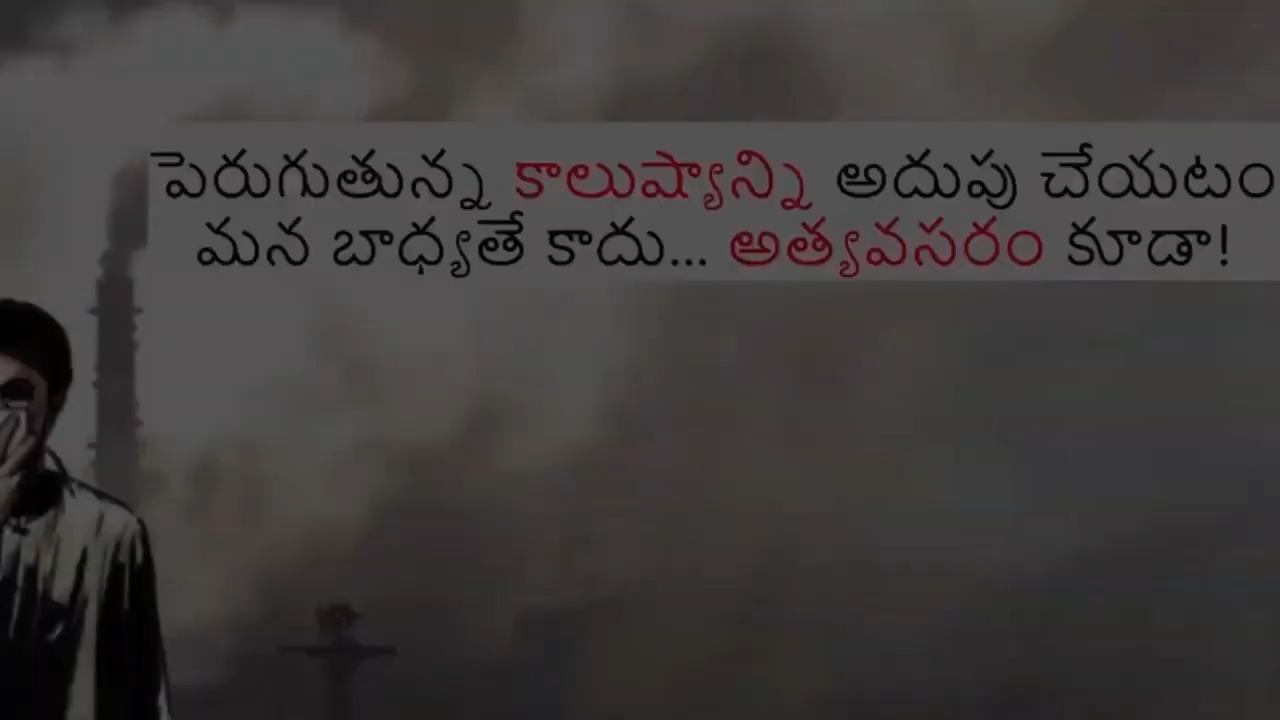 పెరుగుతున్న కాలుష్యాన్ని అదుపు చేయటం
మన బాధ్యతే కాదు... అత్యవసరం కూడా!